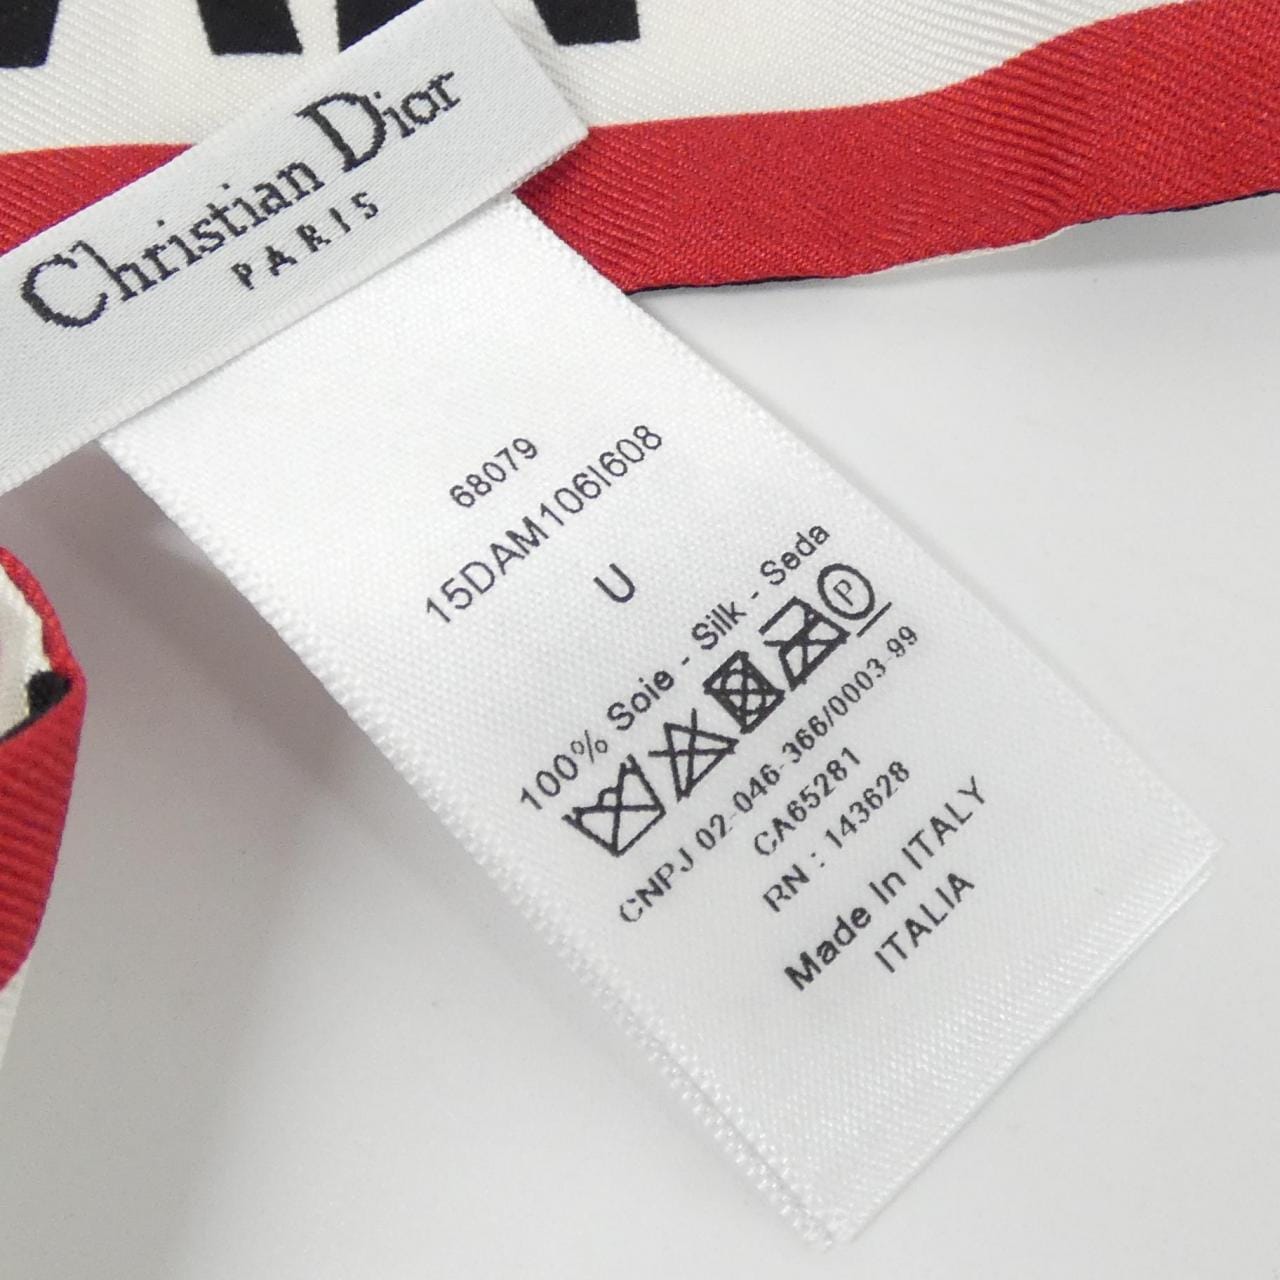 Christian Dior
PARIS
68079
15DAM106I608
U
100% Soie - Silk - Seda
P
CNPJ 02-046-366/0003-99
CA65281
RN : 143628
Made In ITALY
ITALIA